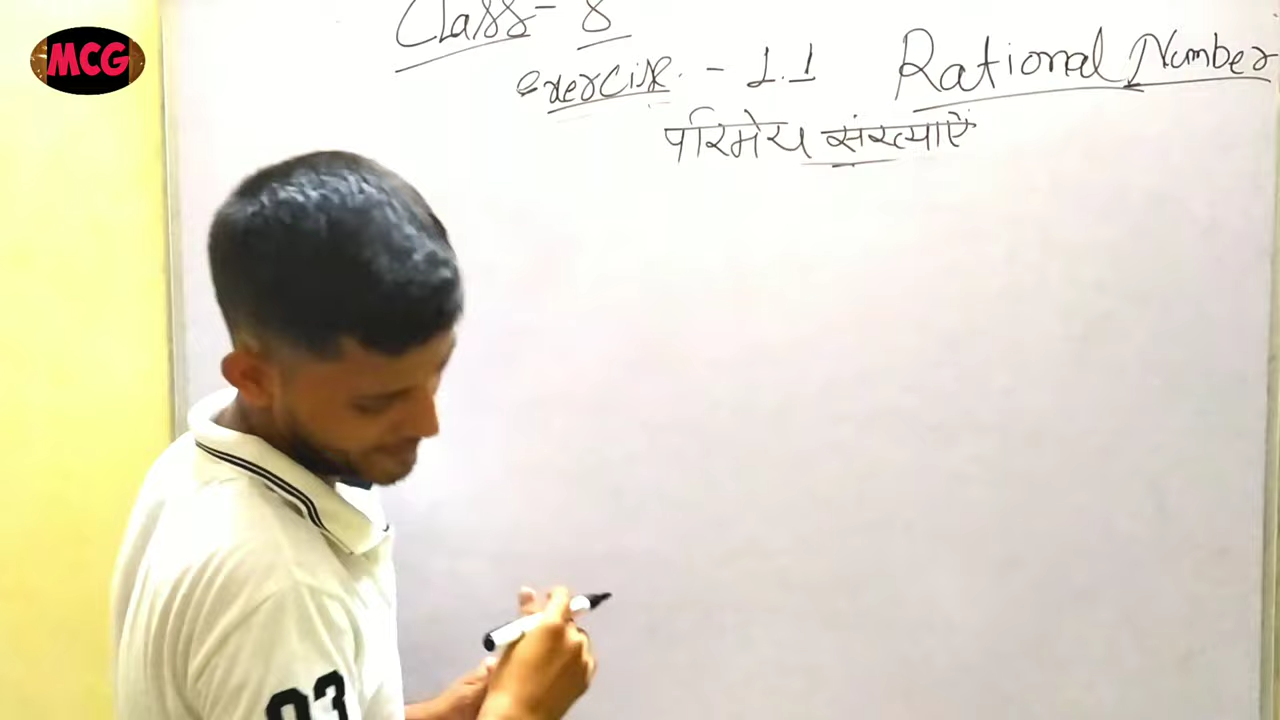 MCG
Class - 8
exercise. - 1.1 Rational Number
परिमेय संख्याऐं
03